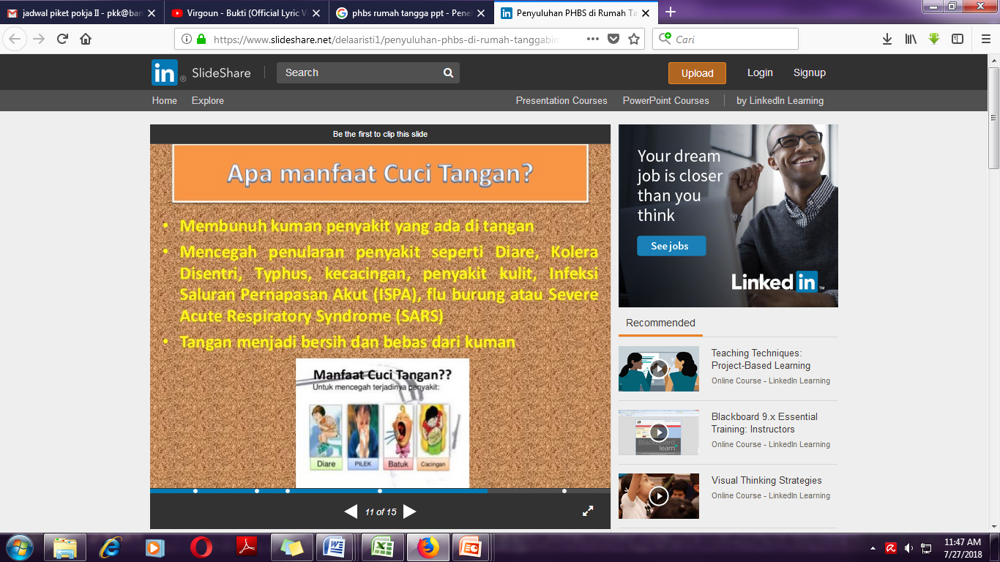 jadwal piket pokja II - pkk@ban
Virgoun - Bukti (Official Lyric V
phbs rumah tangga ppt - Penel
Penyuluhan PHBS di Rumah Ta
https://www.slideshare.net/delaaristi1/penyuluhan-phbs-di-rumah-tanggabin
Cari
in SlideShare
Search
Upload
Login
Signup
Home
Explore
Presentation Courses
PowerPoint Courses
by LinkedIn Learning
Be the first to clip this slide
Apa manfaat Cuci Tangan?
• Membunuh kuman penyakit yang ada di tangan
• Mencegah penularan penyakit seperti Diare, Kolera
Disentri, Typhus, kecacingan, penyakit kulit, Infeksi
Saluran Pernapasan Akut (ISPA), flu burung atau Severe
Acute Respiratory Syndrome (SARS)
• Tangan menjadi bersih dan bebas dari kuman
Manfaat Cuci Tangan??
Untuk mencegah terjadinya penyakit:
Diare
PILEK
Batuk
Cacingan
11 of 15
Your dream
job is closer
than you
think
See jobs
Linked in
Recommended
Teaching Techniques:
Project-Based Learning
Online Course - LinkedIn Learning
Blackboard 9.x Essential
Training: Instructors
Online Course - LinkedIn Learning
Blackboard
learn
Visual Thinking Strategies
Online Course - LinkedIn Learning
11:47 AM
7/27/2018